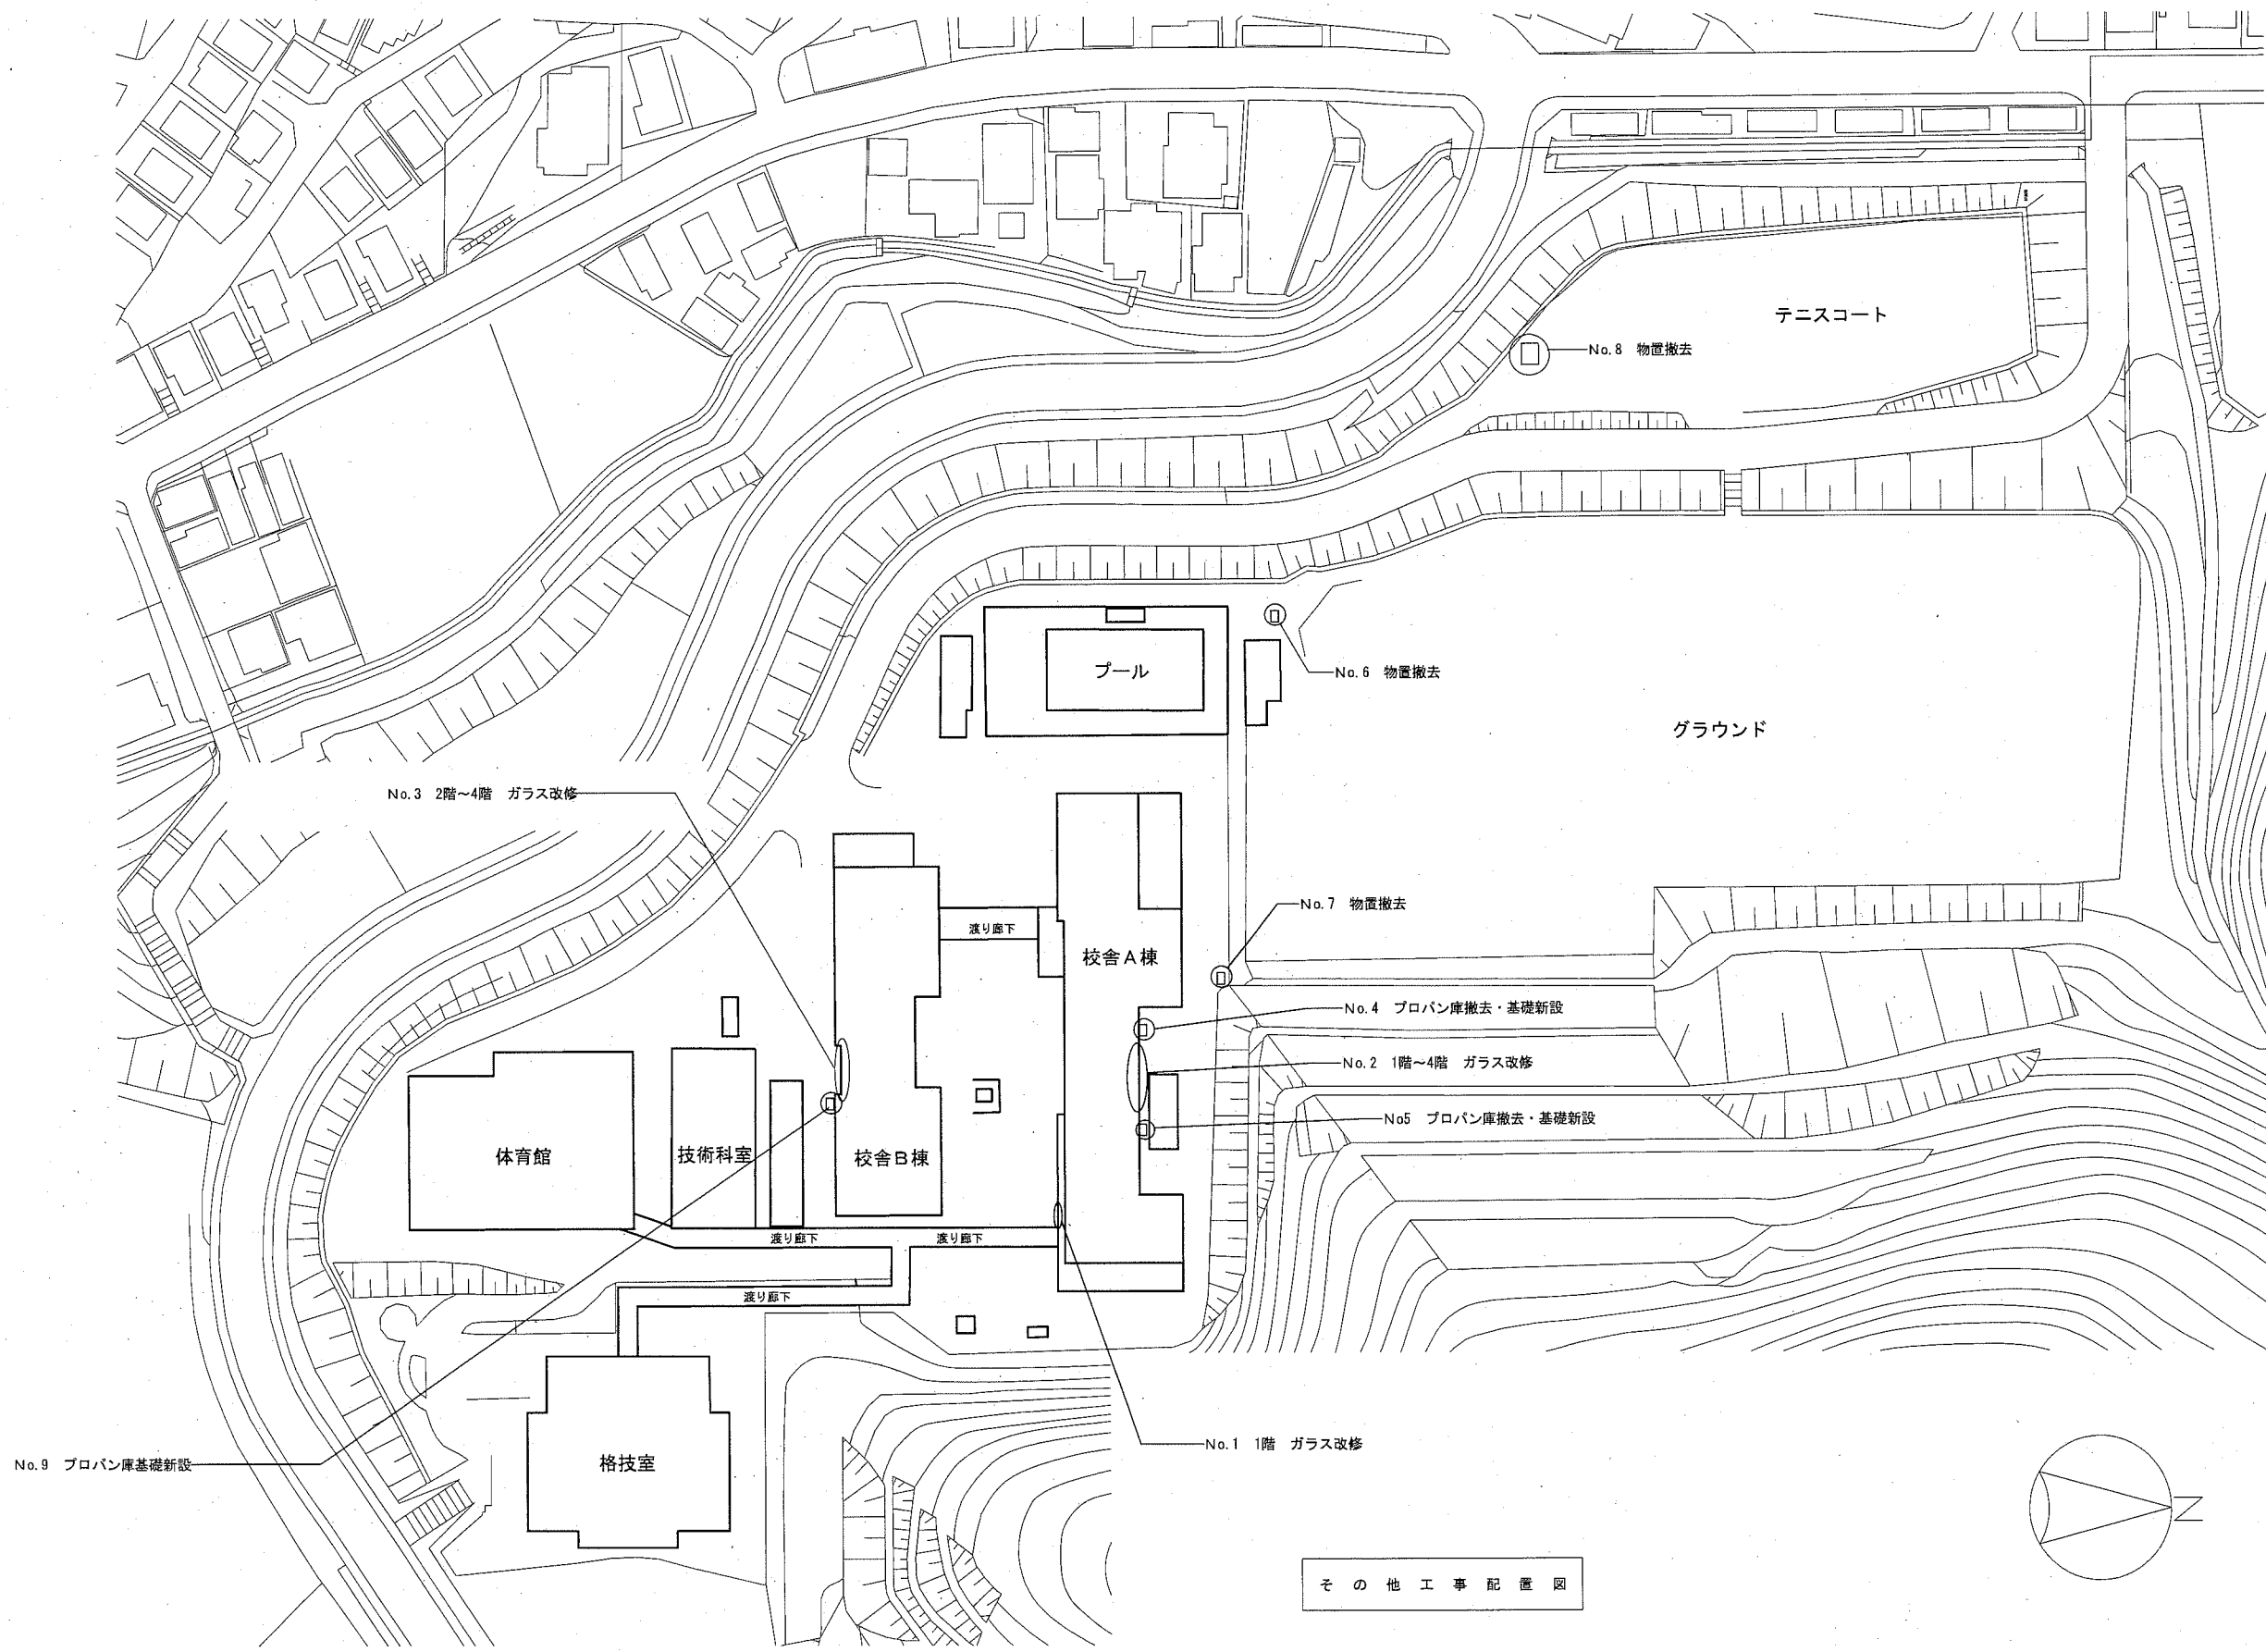 テニスコート
No.8 物置撤去
プール
No.6 物置撤去
グラウンド
No.3 2階～4階 ガラス改修
No.7 物置撤去
渡り廊下
校舎A棟
No.4 プロパン庫撤去・基礎新設
No.2 1階～4階 ガラス改修
No5 プロパン庫撤去・基礎新設
体育館
技術科室
校舎B棟
渡り廊下
渡り廊下
渡り廊下
No.1 1階 ガラス改修
No.9 プロパン庫基礎新設
格技室
N
その他工事配置図